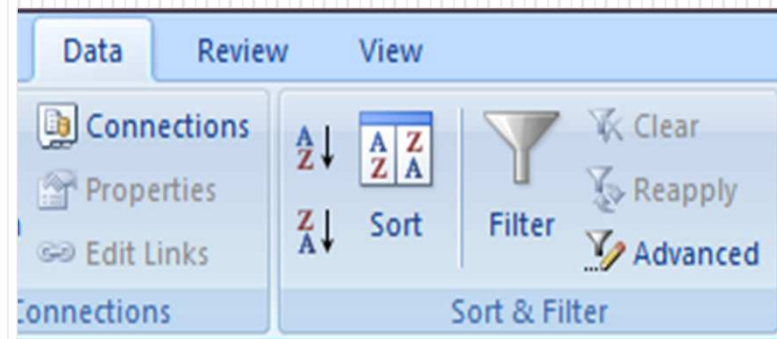 Data Review View
Connections
Properties
Edit Links
Connections
A
Z
Z
A
A Z
Z A
Sort
Filter
Clear
Reapply
Advanced
Sort & Filter